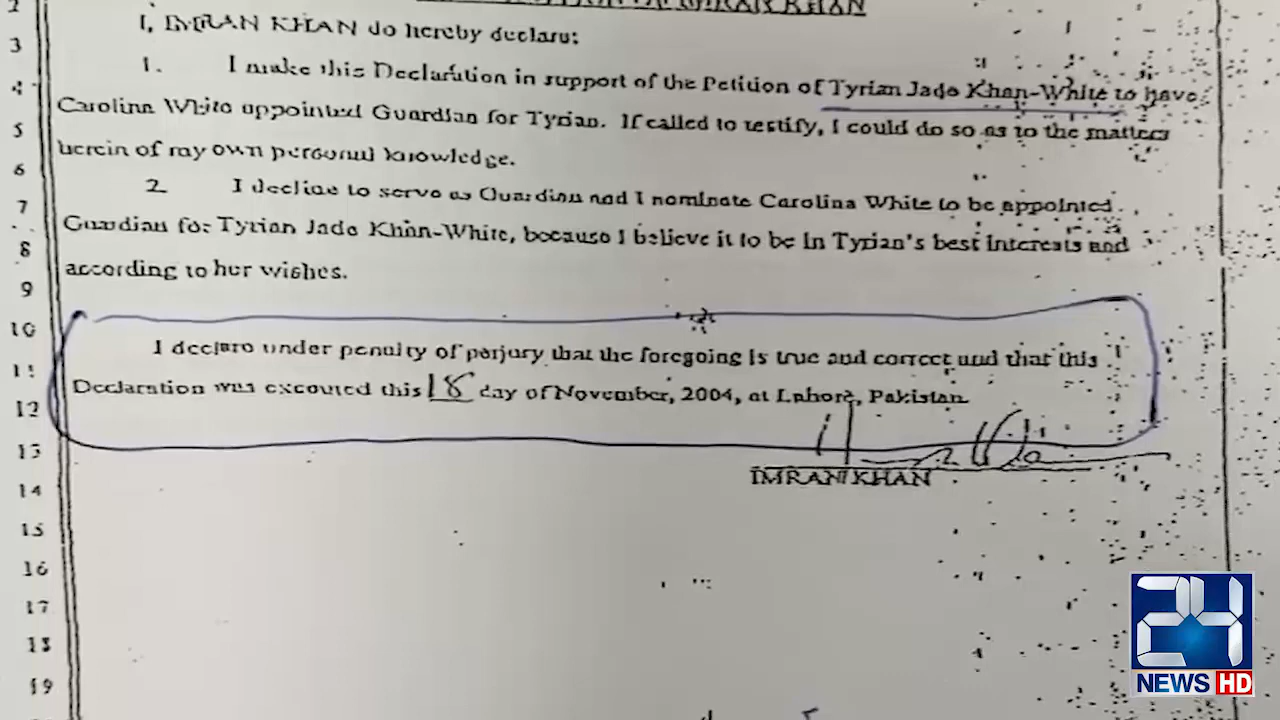 2
3
4
5
6
7
8
9
10
11
12
13
14
15
16
17
18
19
IMRAN KHAN
I, IMRAN KHAN do hereby declare:
1. I make this Declaration in support of the Petition of Tyrian Jade Khan-White to have
Carolina White appointed Guardian for Tyrian. If called to testify, I could do so as to the matters
herein of my own personal knowledge.
2. I decline to serve as Guardian and I nominate Carolina White to be appointed
Guardian for Tyrian Jade Khan-White, because I believe it to be in Tyrian's best interests and
according to her wishes.
I declare under penalty of perjury that the foregoing is true and correct and that this
Declaration was executed this 18 day of November, 2004, at Lahore, Pakistan.
IMRAN KHAN
24
NEWS HD